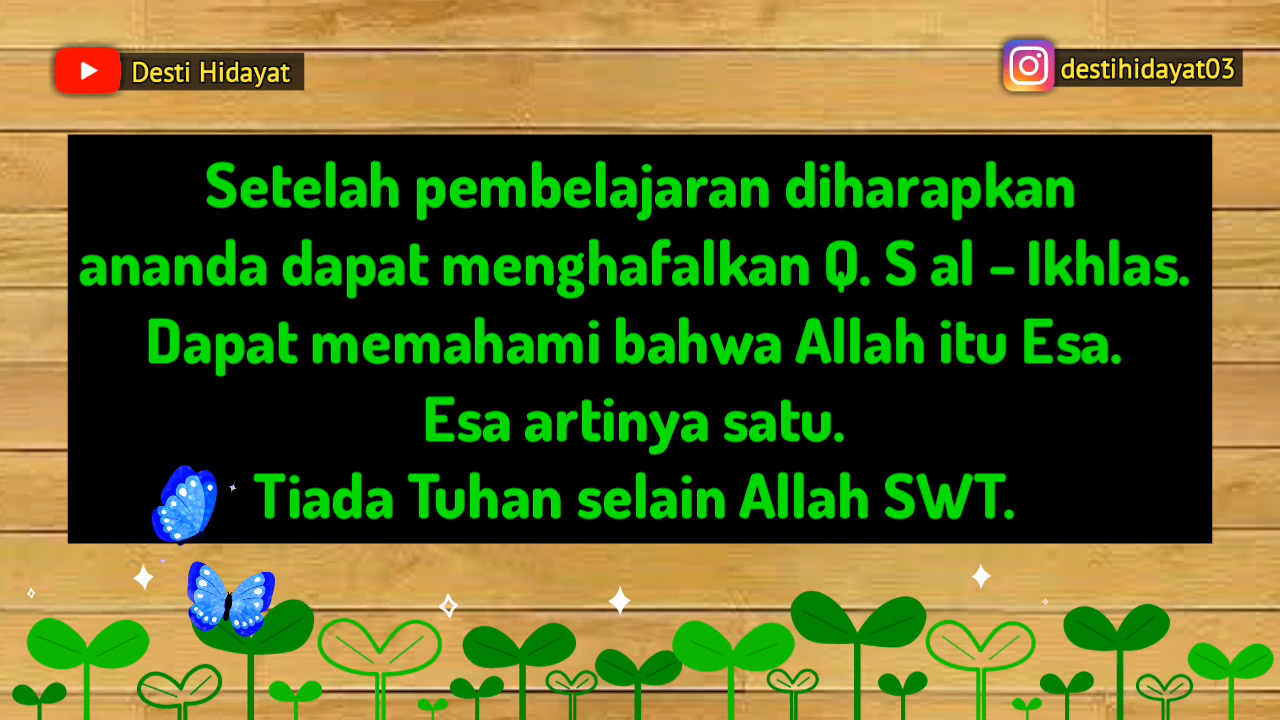 Desti Hidayat
destihidayat03
Setelah pembelajaran diharapkan
ananda dapat menghafalkan Q. S al - Ikhlas.
Dapat memahami bahwa Allah itu Esa.
Esa artinya satu.
Tiada Tuhan selain Allah SWT.